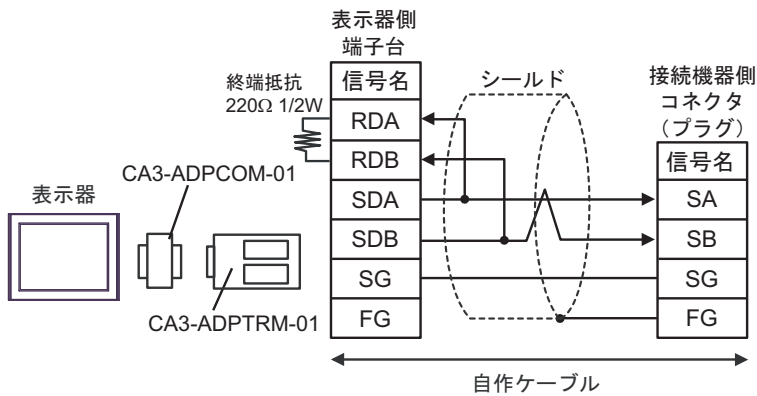 表示器側
端子台
終端抵抗
220Ω 1/2W
信号名
RDA
RDB
SDA
SDB
SG
FG
シールド
接続機器側
コネクタ
（プラグ）
信号名
SA
SB
SG
FG
表示器
CA3-ADPCOM-01
CA3-ADPTRM-01
自作ケーブル